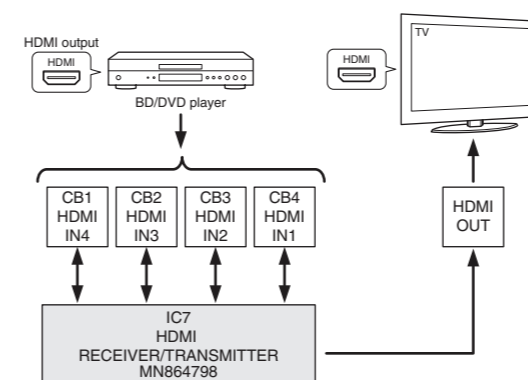 HDMI output
HDMI
BD/DVD player
HDMI
TV
CB1
HDMI
IN4
CB2
HDMI
IN3
CB3
HDMI
IN2
CB4
HDMI
IN1
HDMI
OUT
IC7
HDMI
RECEIVER/TRANSMITTER
MN864798